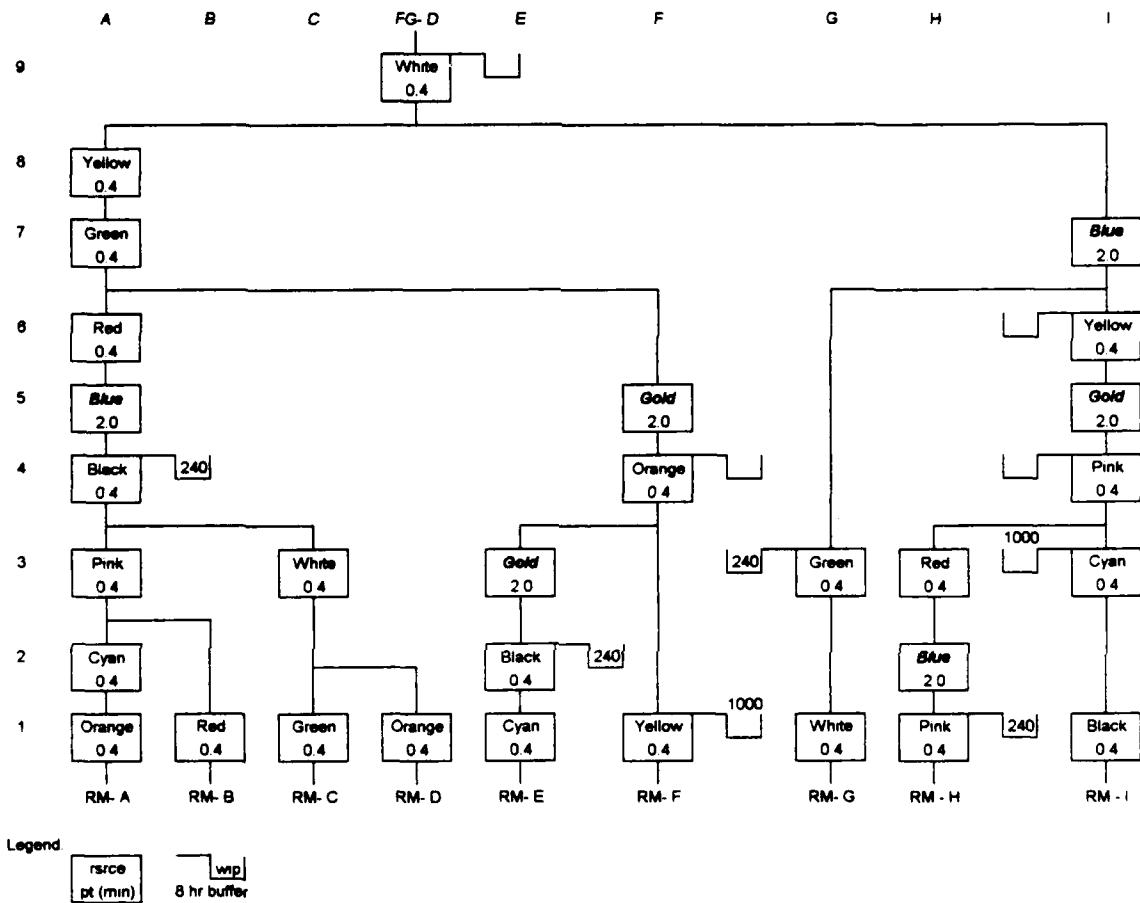 A B C FG-D E F G H I
9
White
0.4
8
Yellow
0.4
7
Green
0.4
Blue
2.0
6
Red
0.4
Yellow
0.4
5
Blue
2.0
Gold
2.0
Gold
2.0
4
Black
0.4
240
Orange
0.4
Pink
0.4
3
Pink
0.4
White
0.4
Gold
2.0
240
Green
0.4
Red
0.4
1000
Cyan
0.4
2
Cyan
0.4
Black
0.4
240
Blue
2.0
1
Orange
0.4
Red
0.4
Green
0.4
Orange
0.4
Cyan
0.4
Yellow
0.4
1000
White
0.4
Pink
0.4
240
Black
0.4
RM-A RM-B RM-C RM-D RM-E RM-F RM-G RM-H RM-I
Legend
rsrce
pt (min)
wip
8 hr buffer